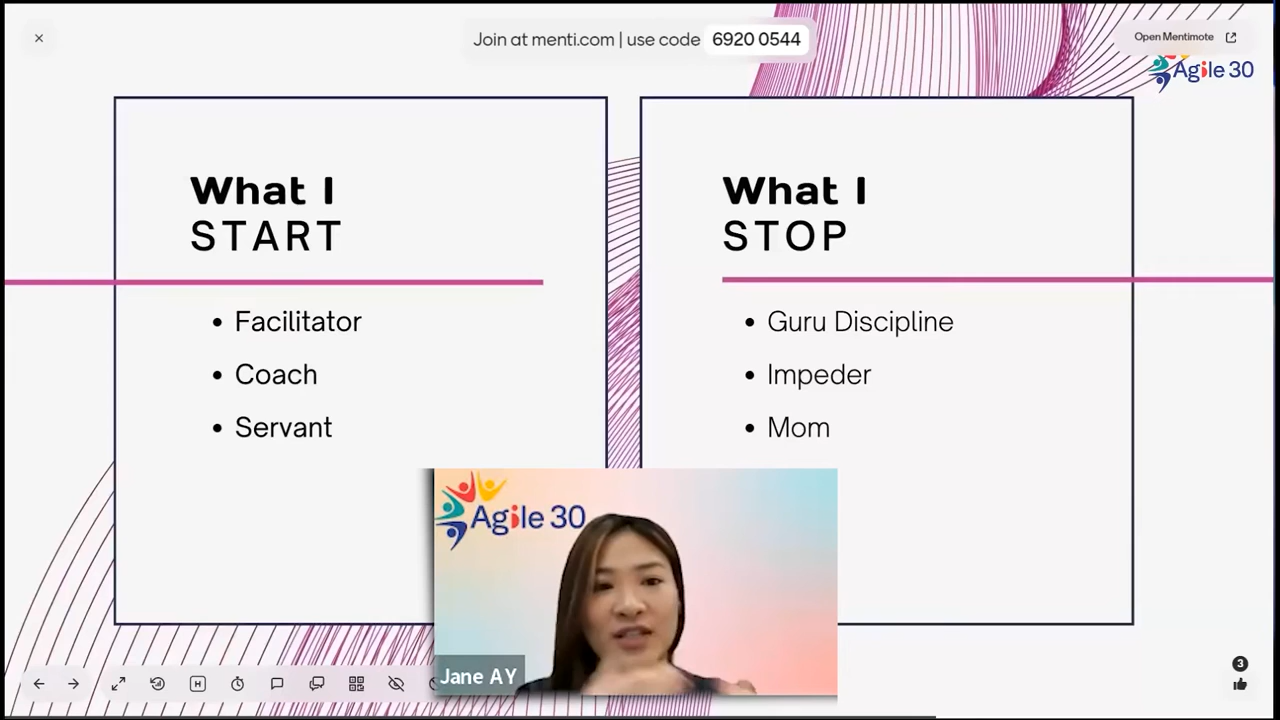 Join at menti.com | use code 6920 0544
Open Mentimote
Agile 30
What I
START
Facilitator
Coach
Servant
What I
STOP
Guru Discipline
Impeder
Mom
Agile 30
Jane AY
H
3